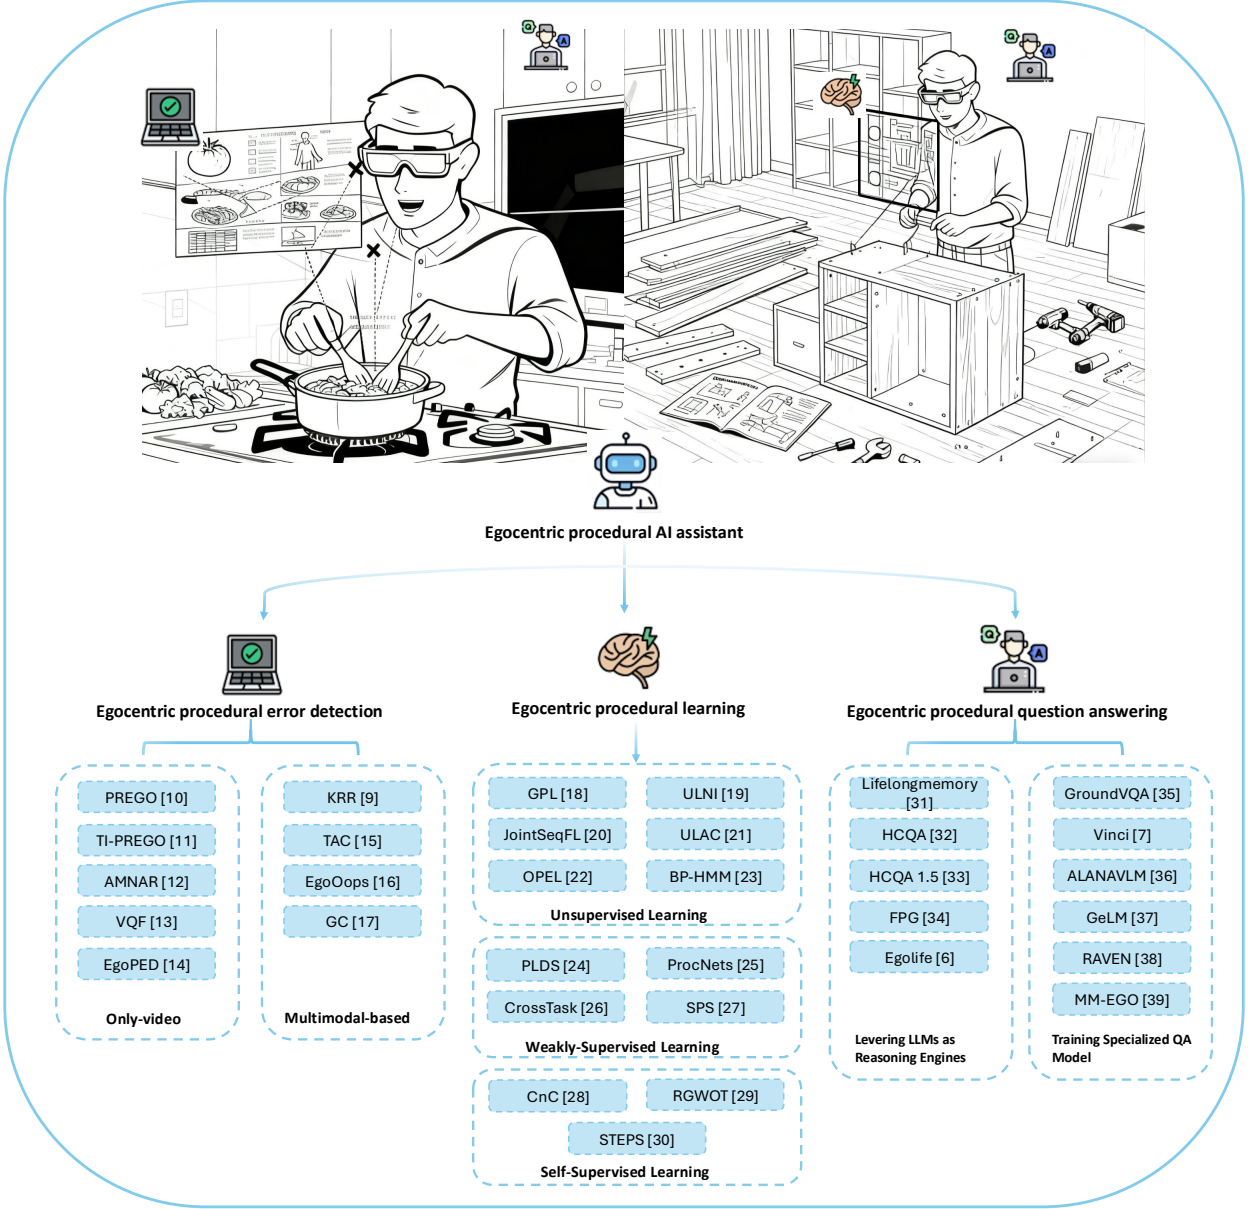 Q
A
Q
A
Egocentric procedural AI assistant
Q
A
Egocentric procedural error detection
Egocentric procedural learning
Egocentric procedural question answering
PREGO [10]
TI-PREGO [11]
AMNAR [12]
VQF [13]
EgoPED [14]
Only-video
KRR [9]
TAC [15]
EgoOops [16]
GC [17]
Multimodal-based
GPL [18]
ULNI [19]
JointSeqFL [20]
ULAC [21]
OPEL [22]
BP-HMM [23]
Unsupervised Learning
PLDS [24]
ProcNets [25]
CrossTask [26]
SPS [27]
Weakly-Supervised Learning
CnC [28]
RGWOT [29]
STEPS [30]
Self-Supervised Learning
Lifelongmemory
[31]
HCQA [32]
HCQA 1.5 [33]
FPG [34]
Egolife [6]
Levering LLMs as
Reasoning Engines
GroundVQA [35]
Vinci [7]
ALANAVLM [36]
GeLM [37]
RAVEN [38]
MM-EGO [39]
Training Specialized QA
Model